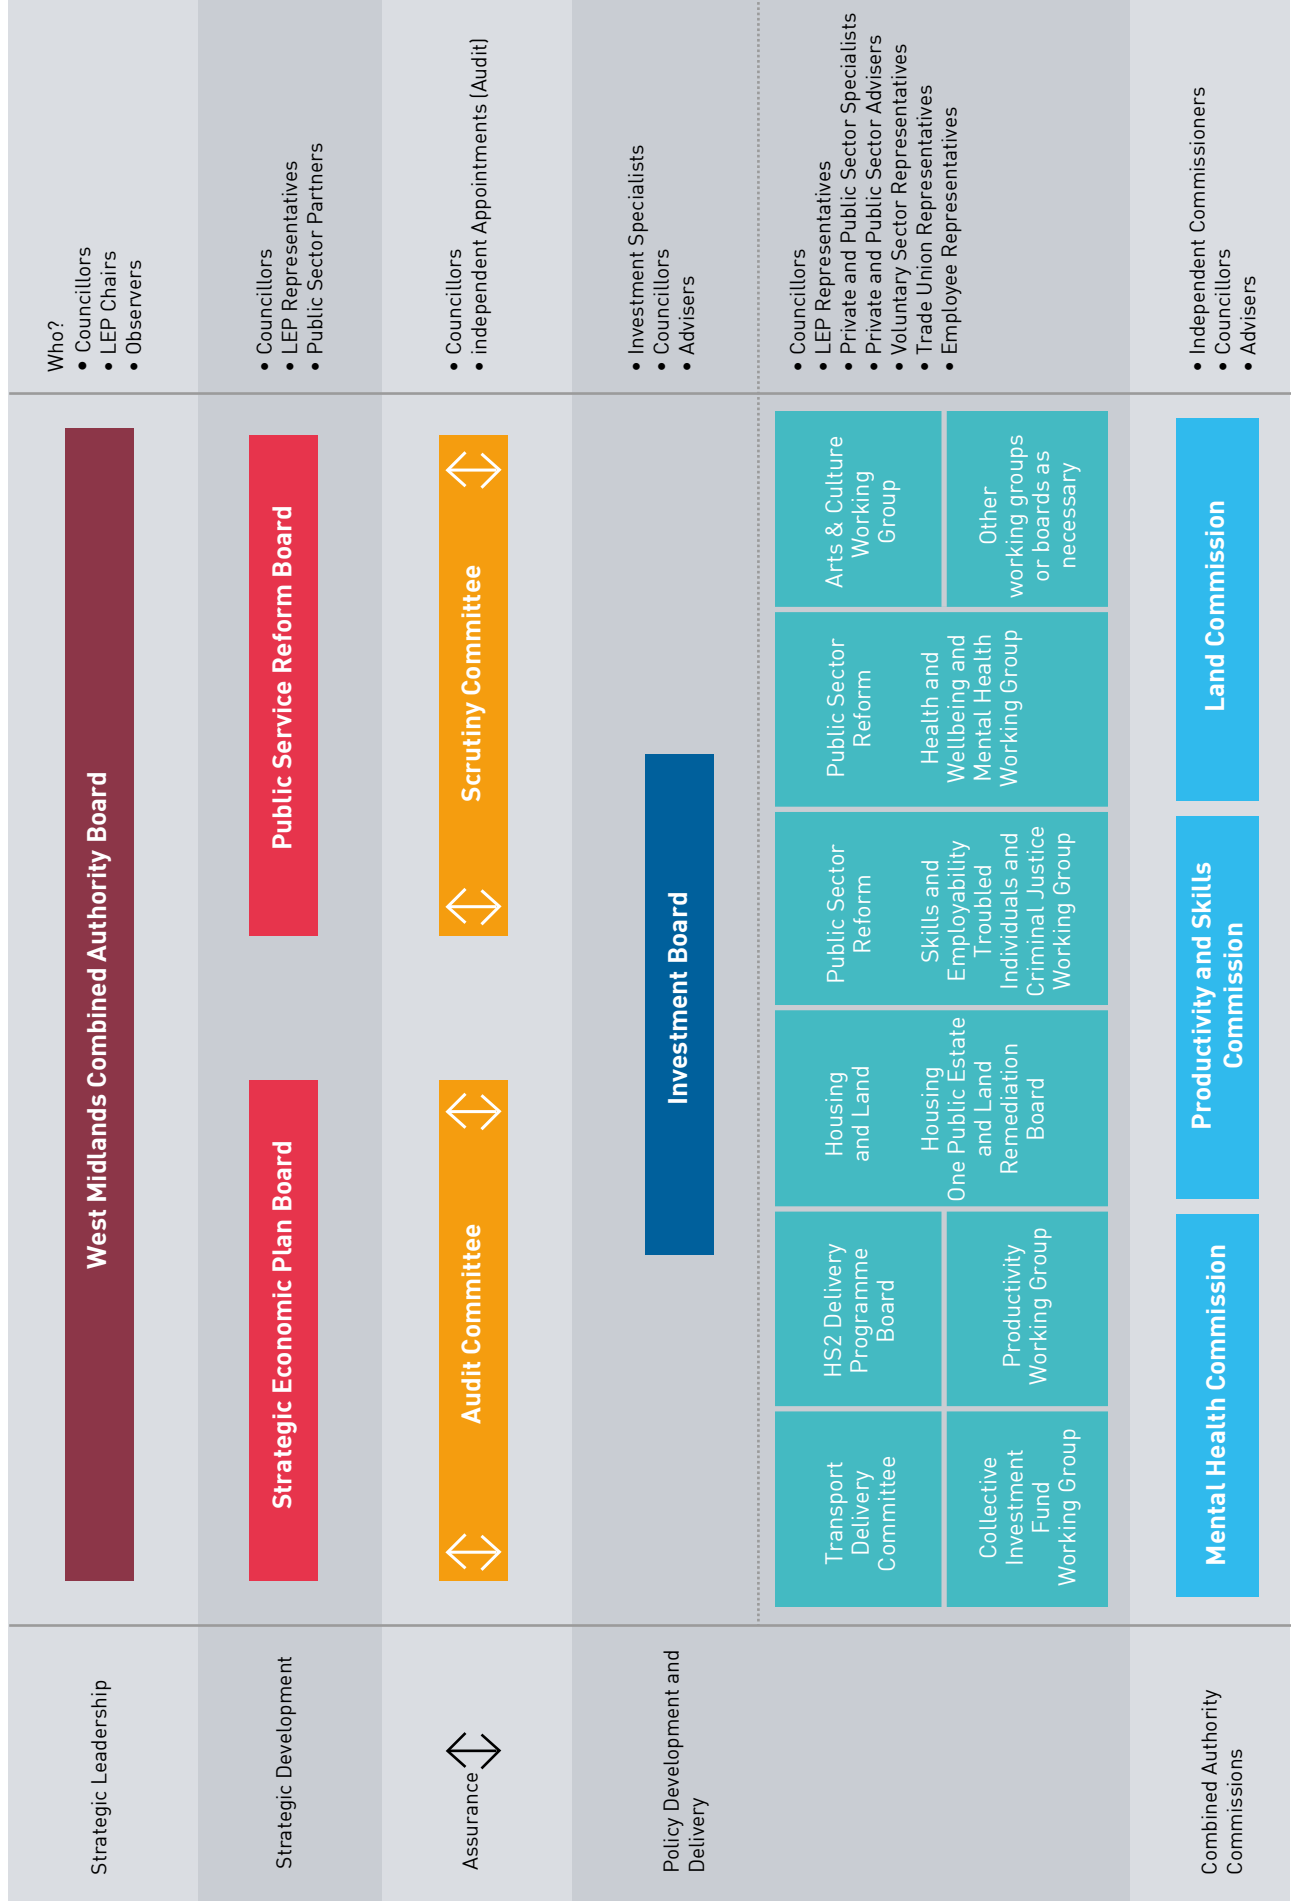 Strategic Leadership
West Midlands Combined Authority Board
Who?
• Councillors
• LEP Chairs
• Observers
Strategic Development
Strategic Economic Plan Board
Public Service Reform Board
• Councillors
• LEP Representatives
• Public Sector Partners
Assurance
Audit Committee
Scrutiny Committee
• Councillors
• independent Appointments (Audit)
Policy Development and
Delivery
Investment Board
• Investment Specialists
• Councillors
• Advisers
Transport
Delivery
Committee
HS2 Delivery
Programme
Board
Housing
and Land
Housing
One Public Estate
and Land
Remediation
Board
Public Sector
Reform
Skills and
Employability
Troubled
Individuals and
Criminal Justice
Working Group
Public Sector
Reform
Health and
Wellbeing and
Mental Health
Working Group
Arts & Culture
Working
Group
Collective
Investment
Fund
Working Group
Productivity
Working Group
Other
working groups
or boards as
necessary
• Councillors
• LEP Representatives
• Private and Public Sector Specialists
• Private and Public Sector Advisers
• Voluntary Sector Representatives
• Trade Union Representatives
• Employee Representatives
Combined Authority
Commissions
Mental Health Commission
Productivity and Skills
Commission
Land Commission
• Independent Commissioners
• Councillors
• Advisers